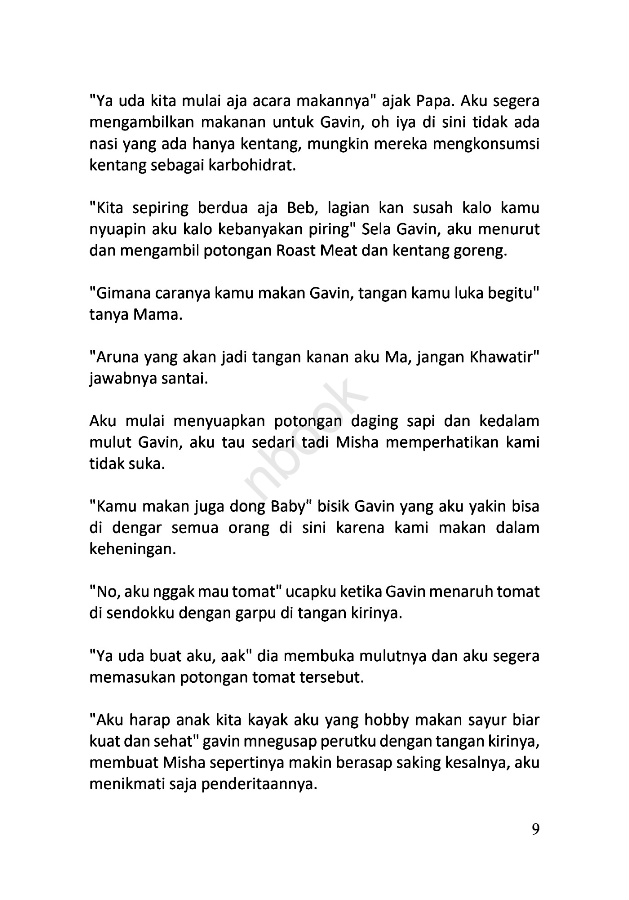 "Ya uda kita mulai aja acara makannya" ajak Papa. Aku segera
mengambilkan makanan untuk Gavin, oh iya di sini tidak ada
nasi yang ada hanya kentang, mungkin mereka mengkonsumsi
kentang sebagai karbohidrat.
"Kita sepiring berdua aja Beb, lagian kan susah kalo kamu
nyuapin aku kalo kebanyakan piring" Sela Gavin, aku menurut
dan mengambil potongan Roast Meat dan kentang goreng.
"Gimana caranya kamu makan Gavin, tangan kamu luka begitu"
tanya Mama.
"Aruna yang akan jadi tangan kanan aku Ma, jangan Khawatir"
jawabnya santai.
Aku mulai menyuapkan potongan daging sapi dan kedalam
mulut Gavin, aku tau sedari tadi Misha memperhatikan kami
tidak suka.
"Kamu makan juga dong Baby" bisik Gavin yang aku yakin bisa
di dengar semua orang di sini karena kami makan dalam
keheningan.
"No, aku nggak mau tomat" ucapku ketika Gavin menaruh tomat
di sendokku dengan garpu di tangan kirinya.
"Ya uda buat aku, aak" dia membuka mulutnya dan aku segera
memasukan potongan tomat tersebut.
"Aku harap anak kita kayak aku yang hobby makan sayur biar
kuat dan sehat" gavin mnegusap perutku dengan tangan kirinya,
membuat Misha sepertinya makin berasap saking kesalnya, aku
menikmati saja penderitaannya.
nbook
9